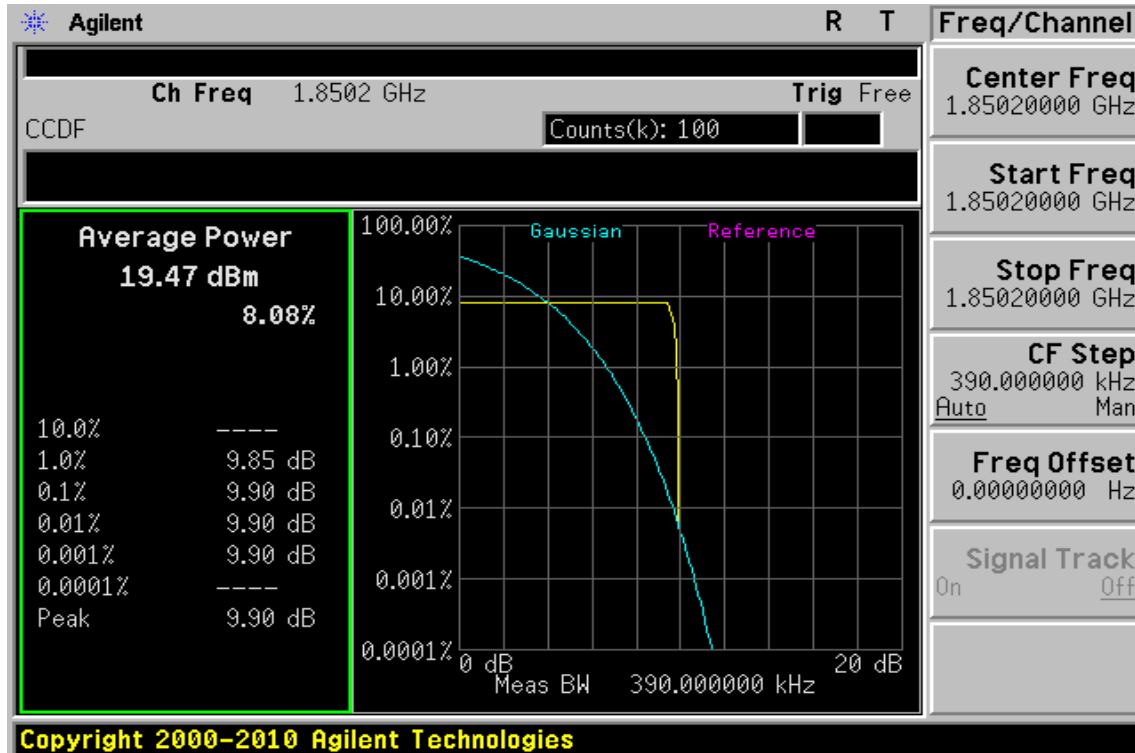 Agilent R T Freq/Channel
Ch Freq 1.8502 GHz Trig Free
CCDF Counts(k): 100
Center Freq
1.85020000 GHz
Start Freq
1.85020000 GHz
Stop Freq
1.85020000 GHz
CF Step
390.000000 kHz
Auto Man
Freq Offset
0.00000000 Hz
Signal Track
On Off
Average Power
19.47 dBm
8.08%
10.0% ----
1.0% 9.85 dB
0.1% 9.90 dB
0.01% 9.90 dB
0.001% 9.90 dB
0.0001% ----
Peak 9.90 dB
Gaussian Reference
100.00%
10.00%
1.00%
0.10%
0.01%
0.001%
0.0001%
0 dB 20 dB
Meas BW 390.000000 kHz
Copyright 2000-2010 Agilent Technologies